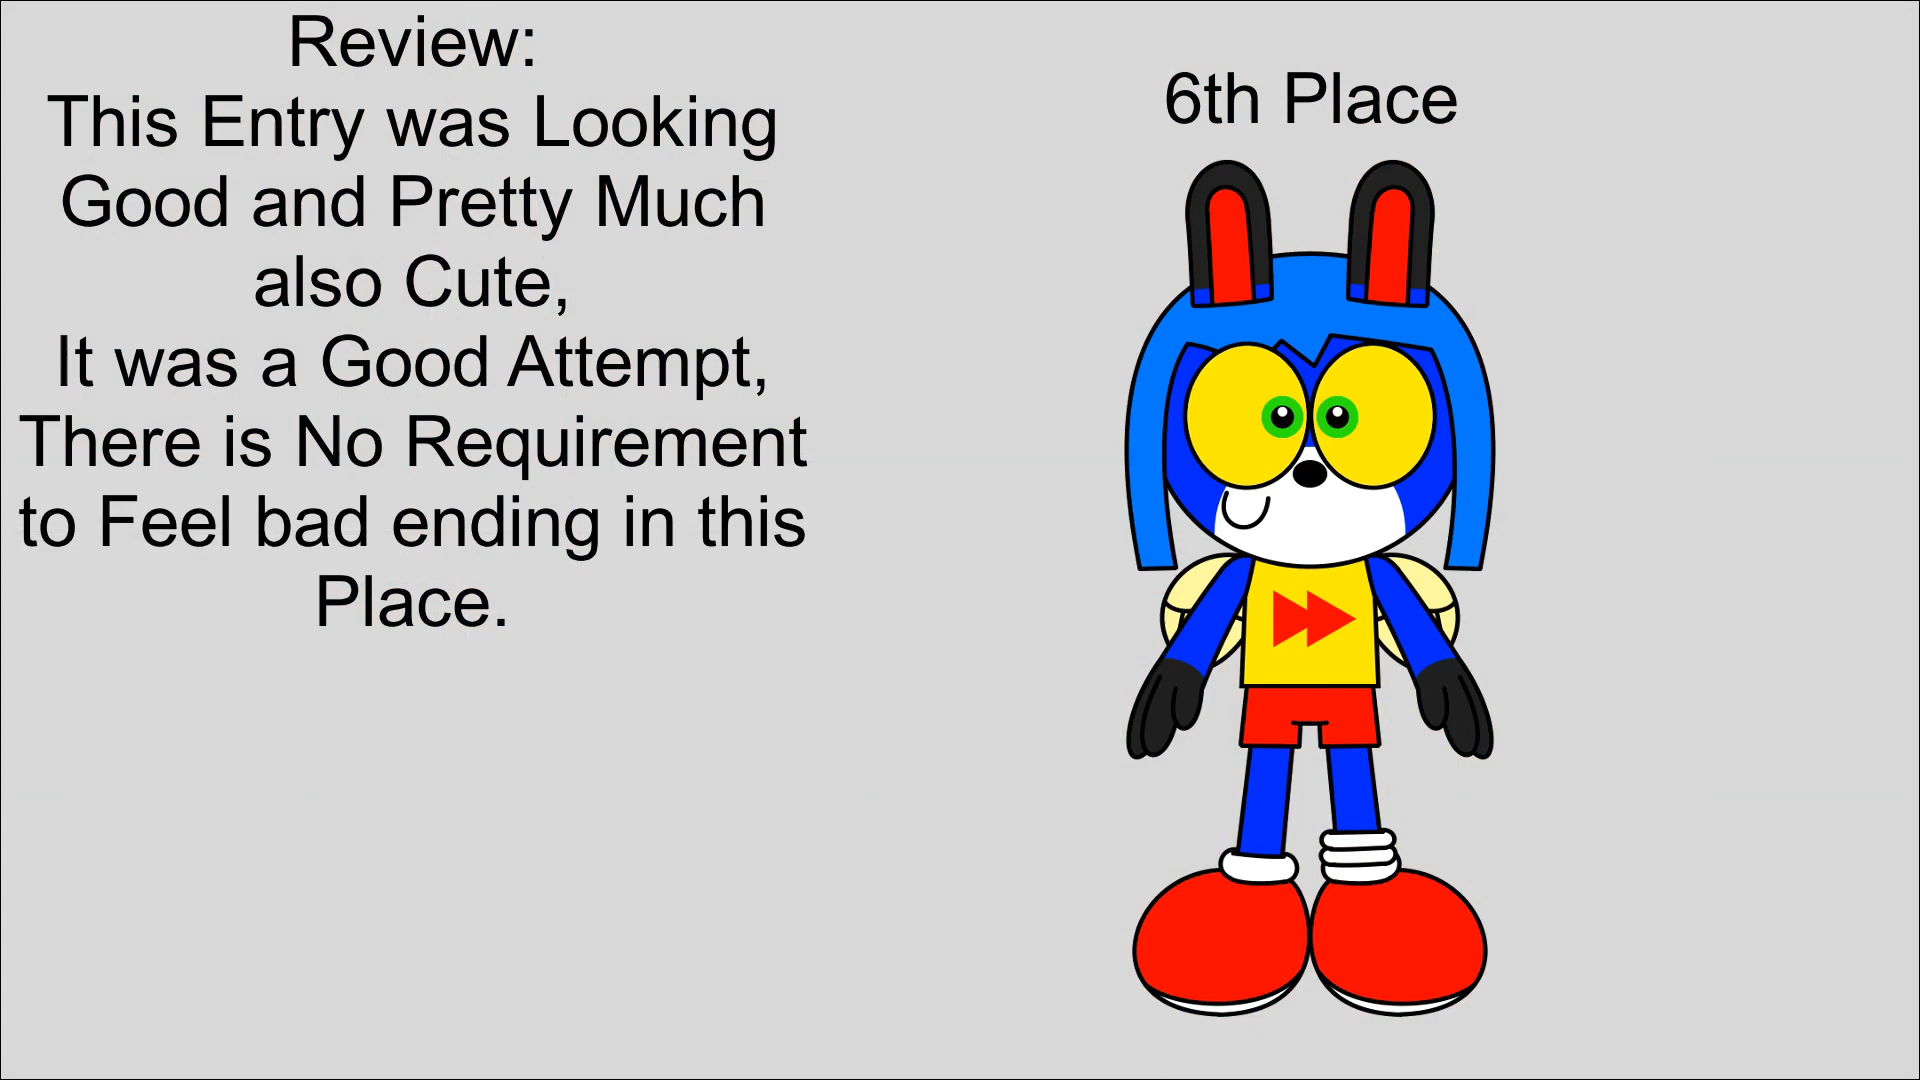 Review:
This Entry was Looking
Good and Pretty Much
also Cute,
It was a Good Attempt,
There is No Requirement
to Feel bad ending in this
Place.
6th Place